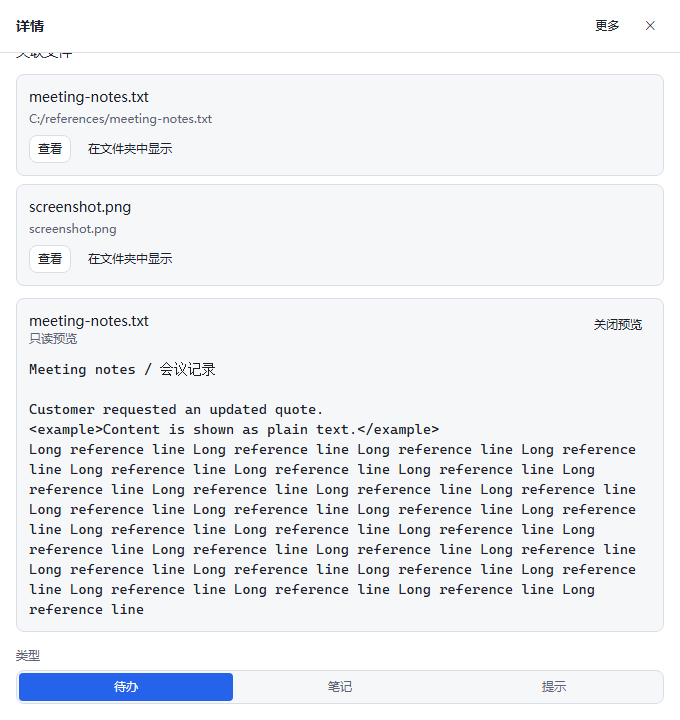 详情
更多
×
关联文件
meeting-notes.txt
C:/references/meeting-notes.txt
查看
在文件夹中显示
screenshot.png
screenshot.png
查看
在文件夹中显示
meeting-notes.txt
关闭预览
只读预览
Meeting notes / 会议记录
Customer requested an updated quote.
<example>Content is shown as plain text.</example>
Long reference line Long reference line Long reference line Long reference
line Long reference line Long reference line Long reference line Long
reference line Long reference line Long reference line Long reference line
Long reference line Long reference line Long reference line Long reference
line Long reference line Long reference line Long reference line Long
reference line Long reference line Long reference line Long reference line
Long reference line Long reference line Long reference line Long reference
line Long reference line Long reference line Long reference line Long
reference line
类型
待办
笔记
提示